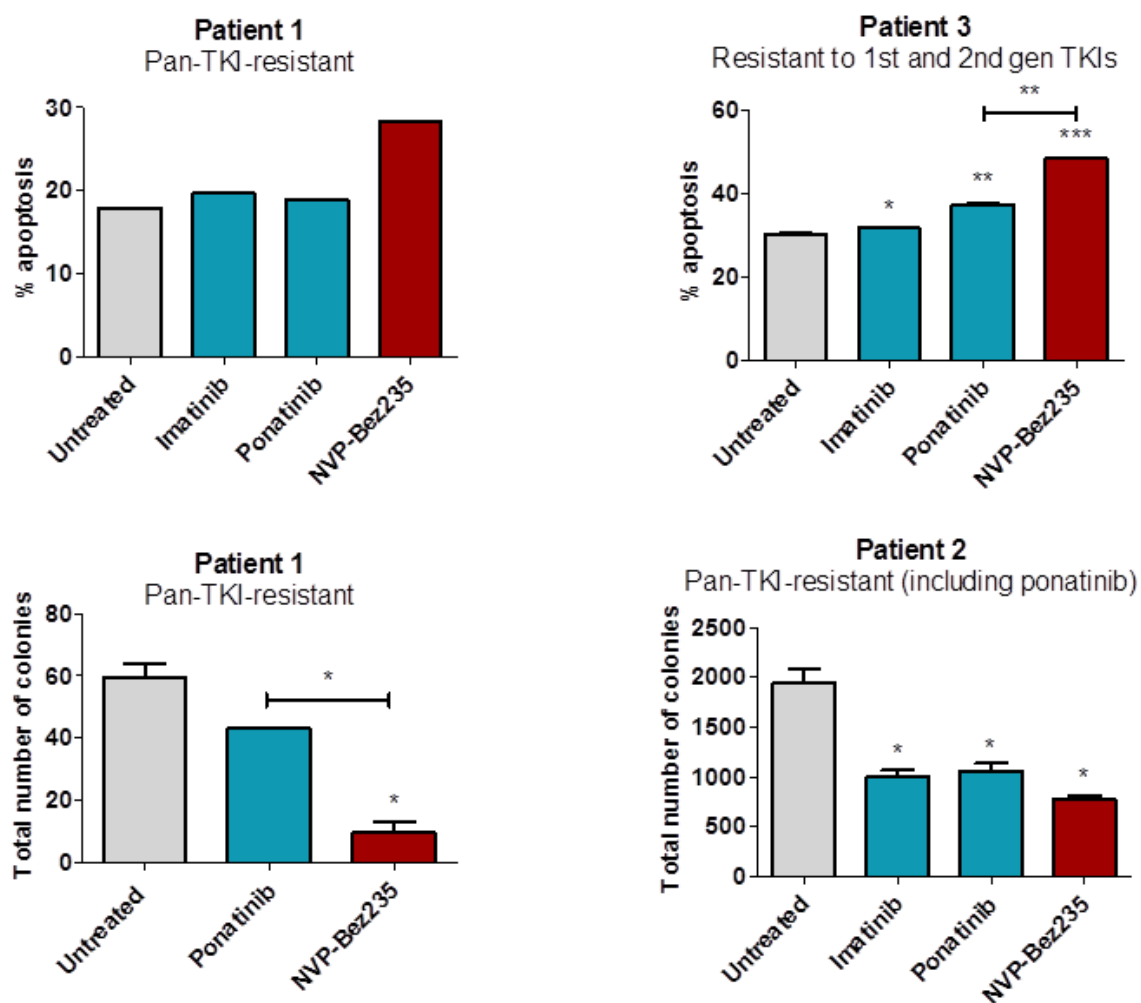 Patient 1
Pan-TKI-resistant
30
20
10
0
% apoptosis
Untreated
Imatinib
Ponatinib
NVP-Bez235
Patient 3
Resistant to 1st and 2nd gen TKIs
**
***
**
*
60
40
20
0
% apoptosis
Untreated
Imatinib
Ponatinib
NVP-Bez235
Patient 1
Pan-TKI-resistant
80
60
40
20
0
*
*
Total number of colonies
Untreated
Ponatinib
NVP-Bez235
Patient 2
Pan-TKI-resistant (including ponatinib)
2500
2000
1500
1000
500
0
*
*
*
Total number of colonies
Untreated
Imatinib
Ponatinib
NVP-Bez235